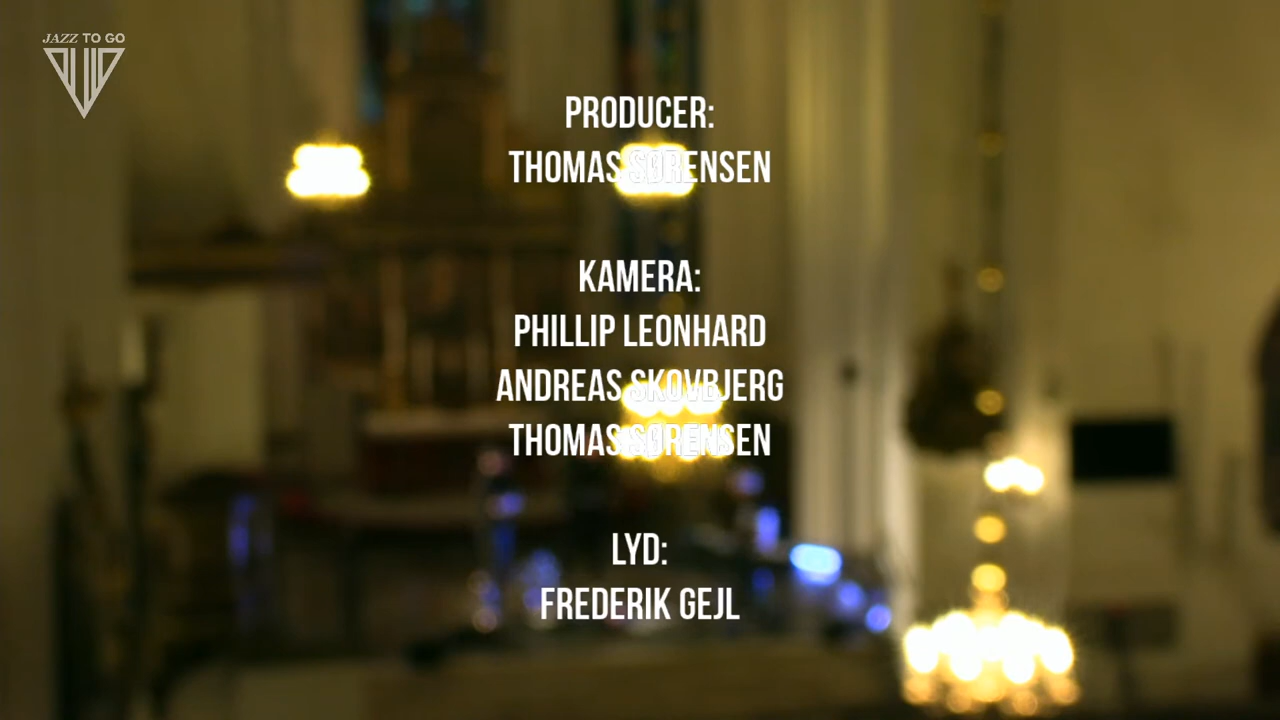 JAZZ TO GO
PRODUCER:
THOMAS SØRENSEN
KAMERA:
PHILLIP LEONHARD
ANDREAS SKOVBJERG
THOMAS SØRENSEN
LYD:
FREDERIK GEJL